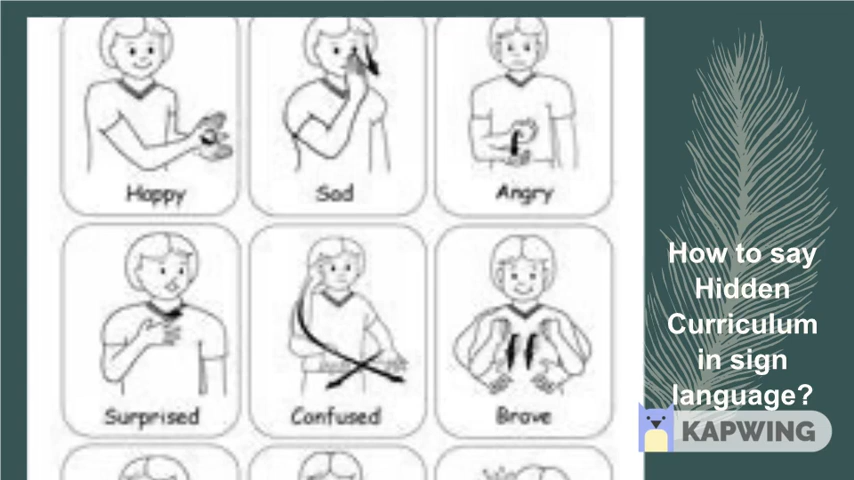 Happy
Sad
Angry
Surprised
Confused
Brave
How to say
Hidden
Curriculum
in sign
language?
KAPWING